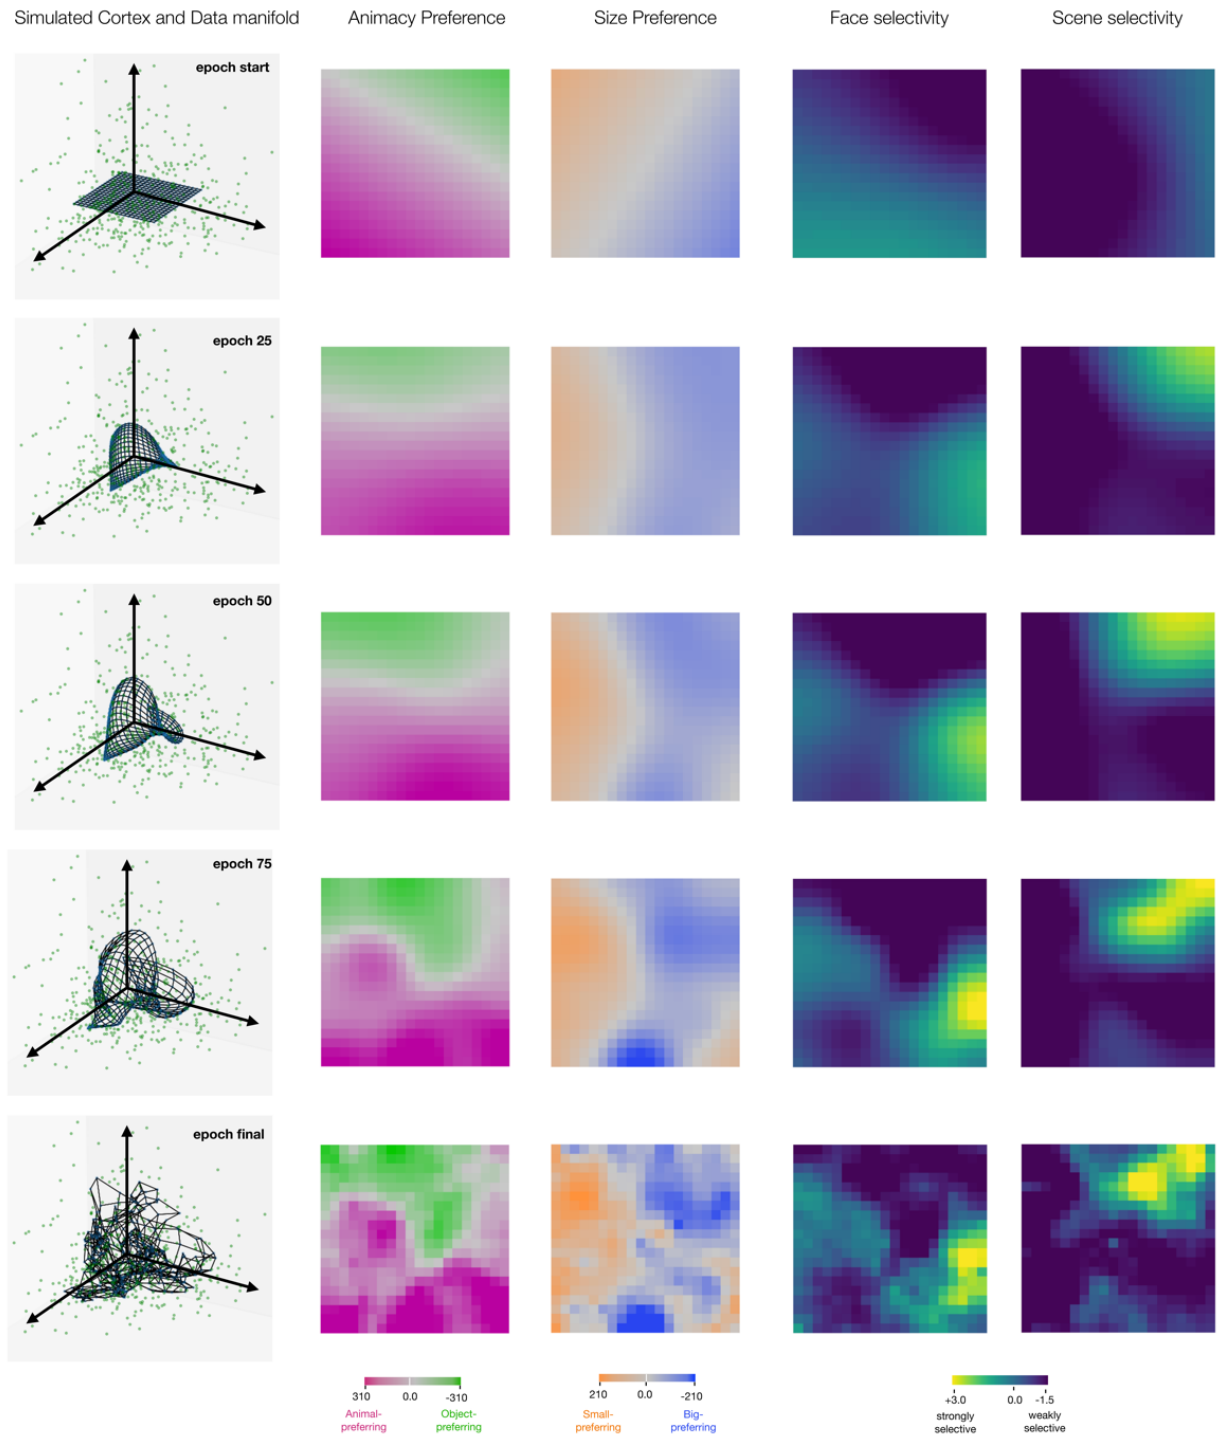 Simulated Cortex and Data manifold
Animacy Preference
Size Preference
Face selectivity
Scene selectivity
epoch start
epoch 25
epoch 50
epoch 75
epoch final
310 0.0 -310
Animal-preferring
Object-preferring
210 0.0 -210
Small-preferring
Big-preferring
+3.0 0.0 -1.5
strongly selective
weakly selective